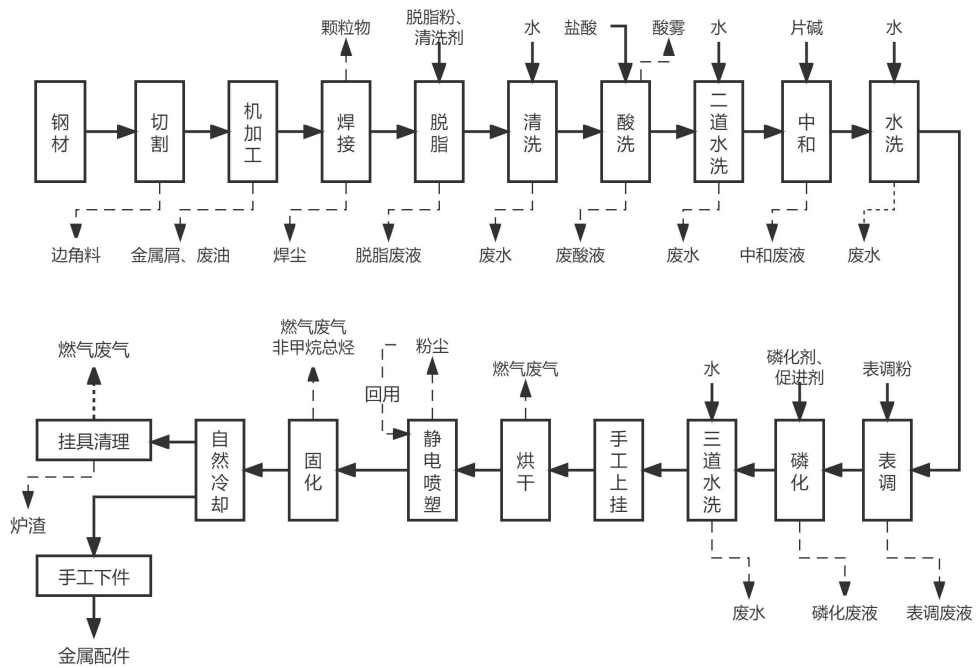 颗粒物
脱脂粉、
清洗剂
水
盐酸
酸雾
水
片碱
水
钢材
切割
机加工
焊接
脱脂
清洗
酸洗
二道水洗
中和
水洗
边角料
金属屑、废油
焊尘
脱脂废液
废水
废酸液
废水
中和废液
废水
燃气废气
燃气废气
非甲烷总烃
回用
粉尘
燃气废气
水
磷化剂、
促进剂
表调粉
挂具清理
自然冷却
固化
静电喷塑
烘干
手工上挂
三道水洗
磷化
表调
炉渣
手工下件
废水
磷化废液
表调废液
金属配件